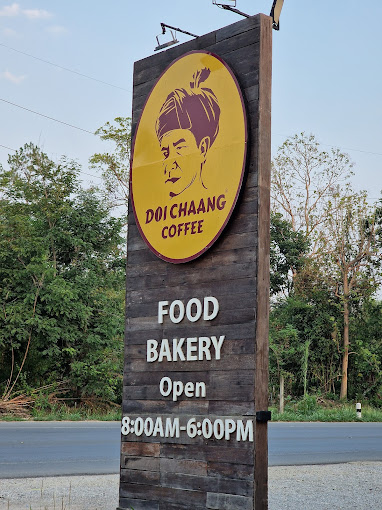 DOI CHAANG
COFFEE
FOOD
BAKERY
Open
8:00AM-6:00PM